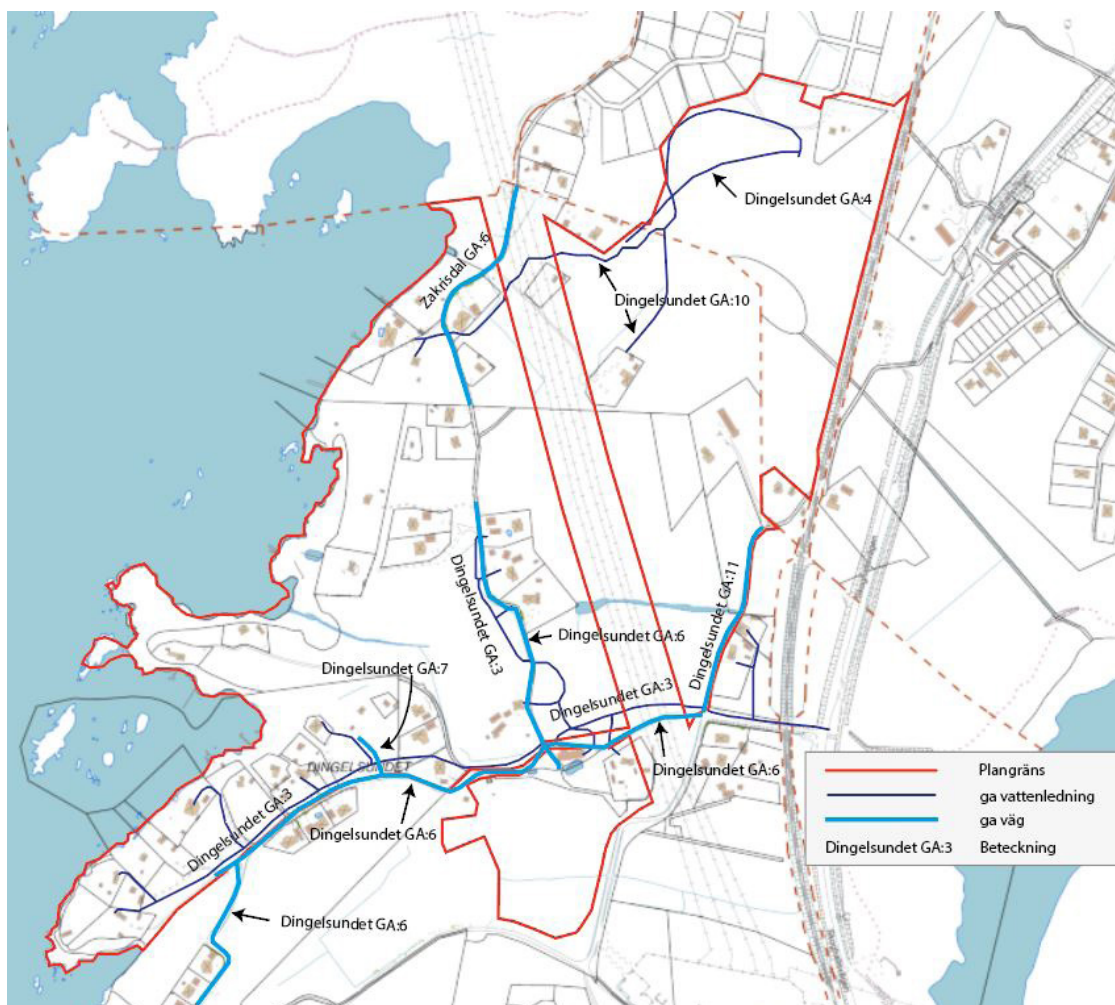 Dingelsundet GA:4
Zakrisdal GA:6
Dingelsundet GA:10
Dingelsundet GA:11
Dingelsundet GA:3
Dingelsundet GA:6
Dingelsundet GA:7
Dingelsundet GA:3
DINGELSUNDET
Dingelsundet GA:6
Dingelsundet GA:6
Dingelsundet GA:3
Dingelsundet GA:6
Plangräns
ga vattenledning
ga väg
Dingelsundet GA:3 Beteckning